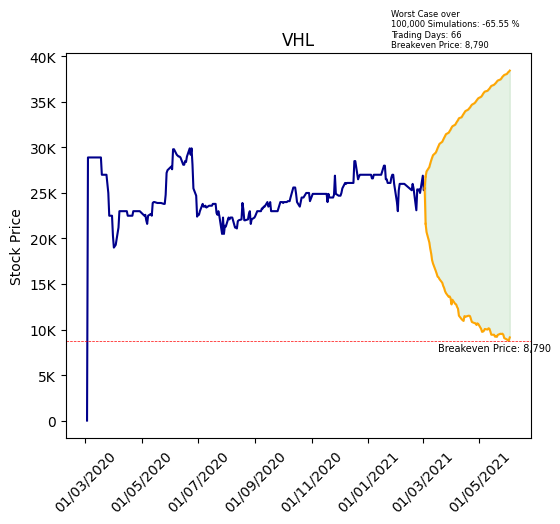 Worst Case over
100,000 Simulations: -65.55 %
Trading Days: 66
Breakeven Price: 8,790
VHL
Stock Price
40K
35K
30K
25K
20K
15K
10K
5K
0
Breakeven Price: 8,790
01/03/2020
01/05/2020
01/07/2020
01/09/2020
01/11/2020
01/01/2021
01/03/2021
01/05/2021